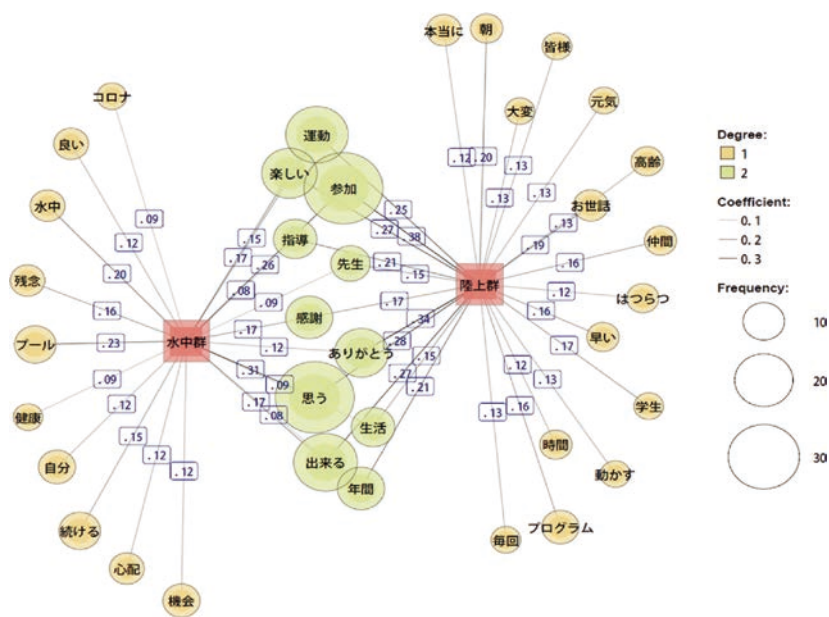 本当に
朝
皆様
コロナ
大変
元気
運動
良い
楽しい
参加
高齢
お世話
水中
指導
先生
仲間
残念
陸上群
はつらつ
感謝
プール
水中群
ありがとう
早い
思う
学生
健康
生活
自分
出来る
時間
動かす
年間
続ける
毎回
プログラム
心配
機会
.12
.20
.13
.13
.13
.13
.19
.16
.12
.16
.17
.12
.13
.16
.13
.25
.27
.38
.21
.15
.17
.34
.28
.15
.27
.21
.09
.12
.20
.16
.23
.09
.12
.15
.12
.12
.15
.17
.26
.08
.09
.17
.12
.31
.09
.17
.08
Degree:
1
2
Coefficient:
0.1
0.2
0.3
Frequency:
10
20
30